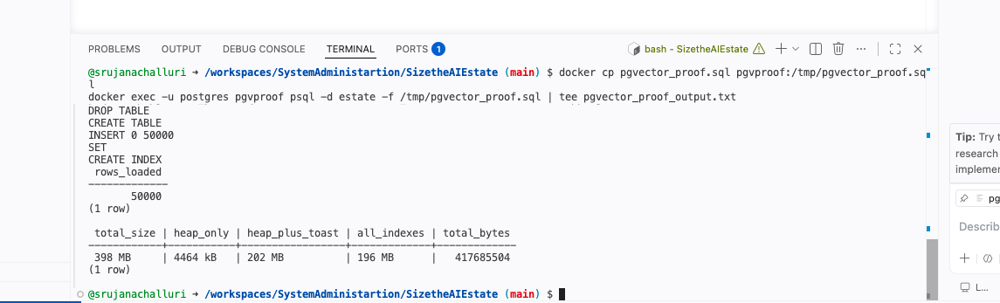 PROBLEMS OUTPUT DEBUG CONSOLE TERMINAL PORTS 1 bash - SizetheAIEstate
@srujanachalluri → /workspaces/SystemAdministartion/SizetheAIEstate (main) $ docker cp pgvector_proof.sql pgvproof:/tmp/pgvector_proof.sq
l
docker exec -u postgres pgvproof psql -d estate -f /tmp/pgvector_proof.sql | tee pgvector_proof_output.txt
DROP TABLE
CREATE TABLE
INSERT 0 50000
SET
CREATE INDEX
rows_loaded
-------------
50000
(1 row)
total_size | heap_only | heap_plus_toast | all_indexes | total_bytes
------------+-----------+-----------------+-------------+-------------
398 MB | 4464 kB | 202 MB | 196 MB | 417685504
(1 row)
@srujanachalluri → /workspaces/SystemAdministartion/SizetheAIEstate (main) $
Tip: Try t
research
implemen
pg
Describ
L...